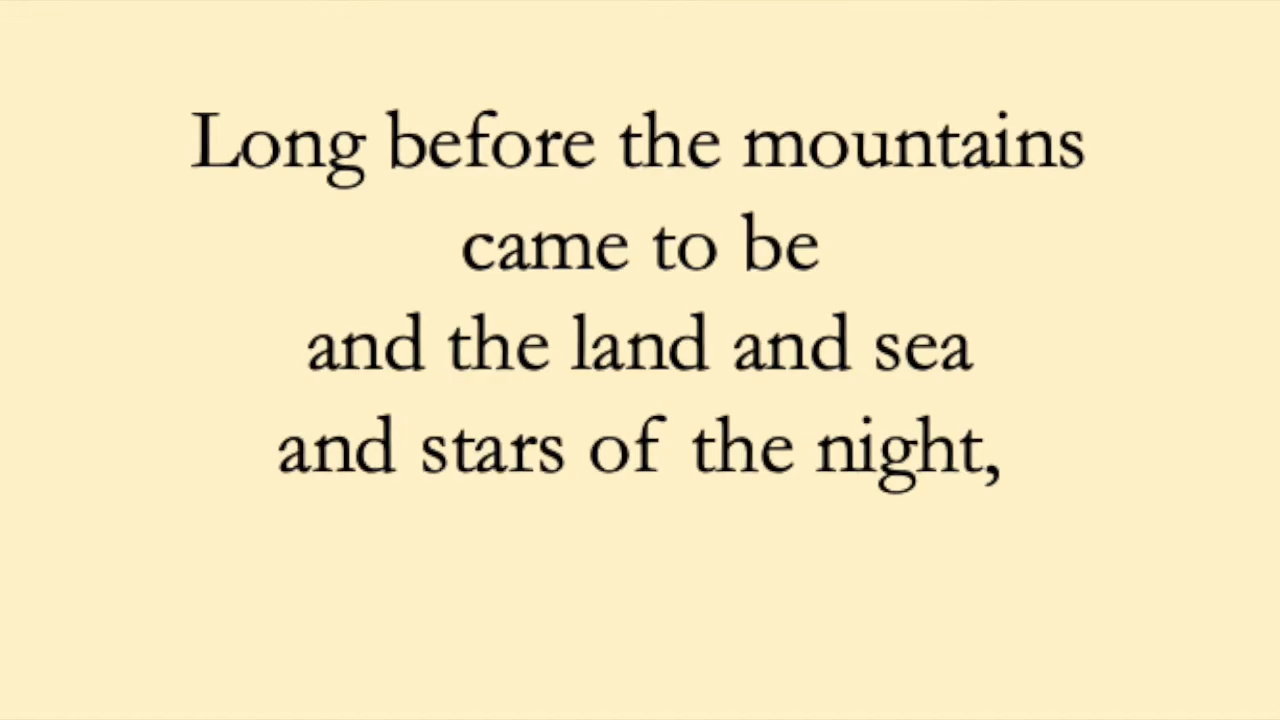 Long before the mountains
came to be
and the land and sea
and stars of the night,